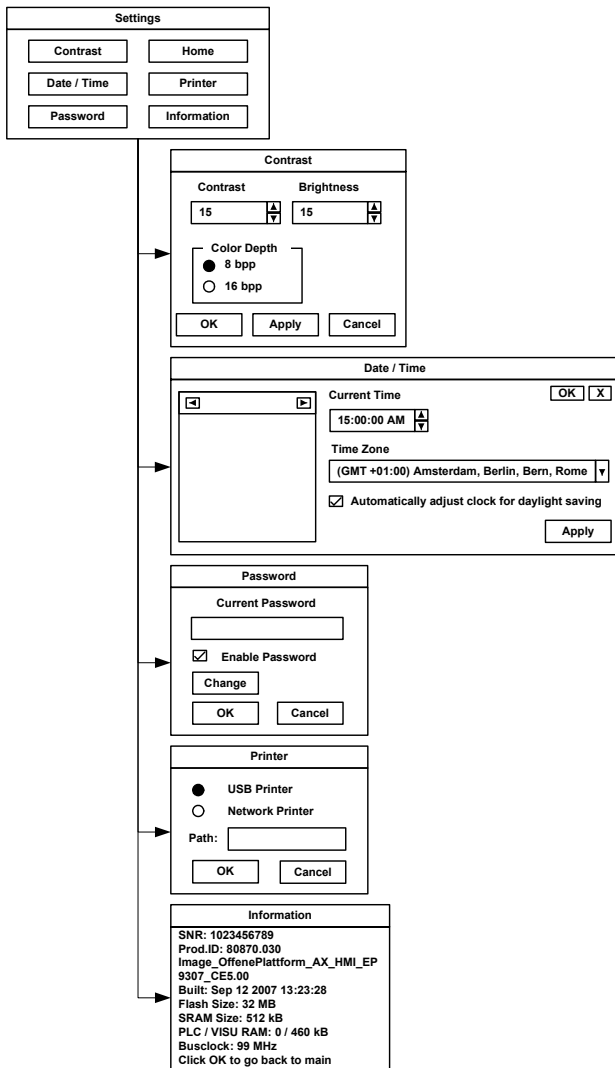 Settings
Contrast Home
Date / Time Printer
Password Information
Contrast
Contrast Brightness
15 15
Color Depth
8 bpp
16 bpp
OK Apply Cancel
Date / Time
Current Time OK X
15:00:00 AM
Time Zone
(GMT +01:00) Amsterdam, Berlin, Bern, Rome
Automatically adjust clock for daylight saving
Apply
Password
Current Password
Enable Password
Change
OK Cancel
Printer
USB Printer
Network Printer
Path:
OK Cancel
Information
SNR: 1023456789
Prod.ID: 80870.030
Image_OffenePlattform_AX_HMI_EP
9307_CE5.00
Built: Sep 12 2007 13:23:28
Flash Size: 32 MB
SRAM Size: 512 kB
PLC / VISU RAM: 0 / 460 kB
Busclock: 99 MHz
Click OK to go back to main